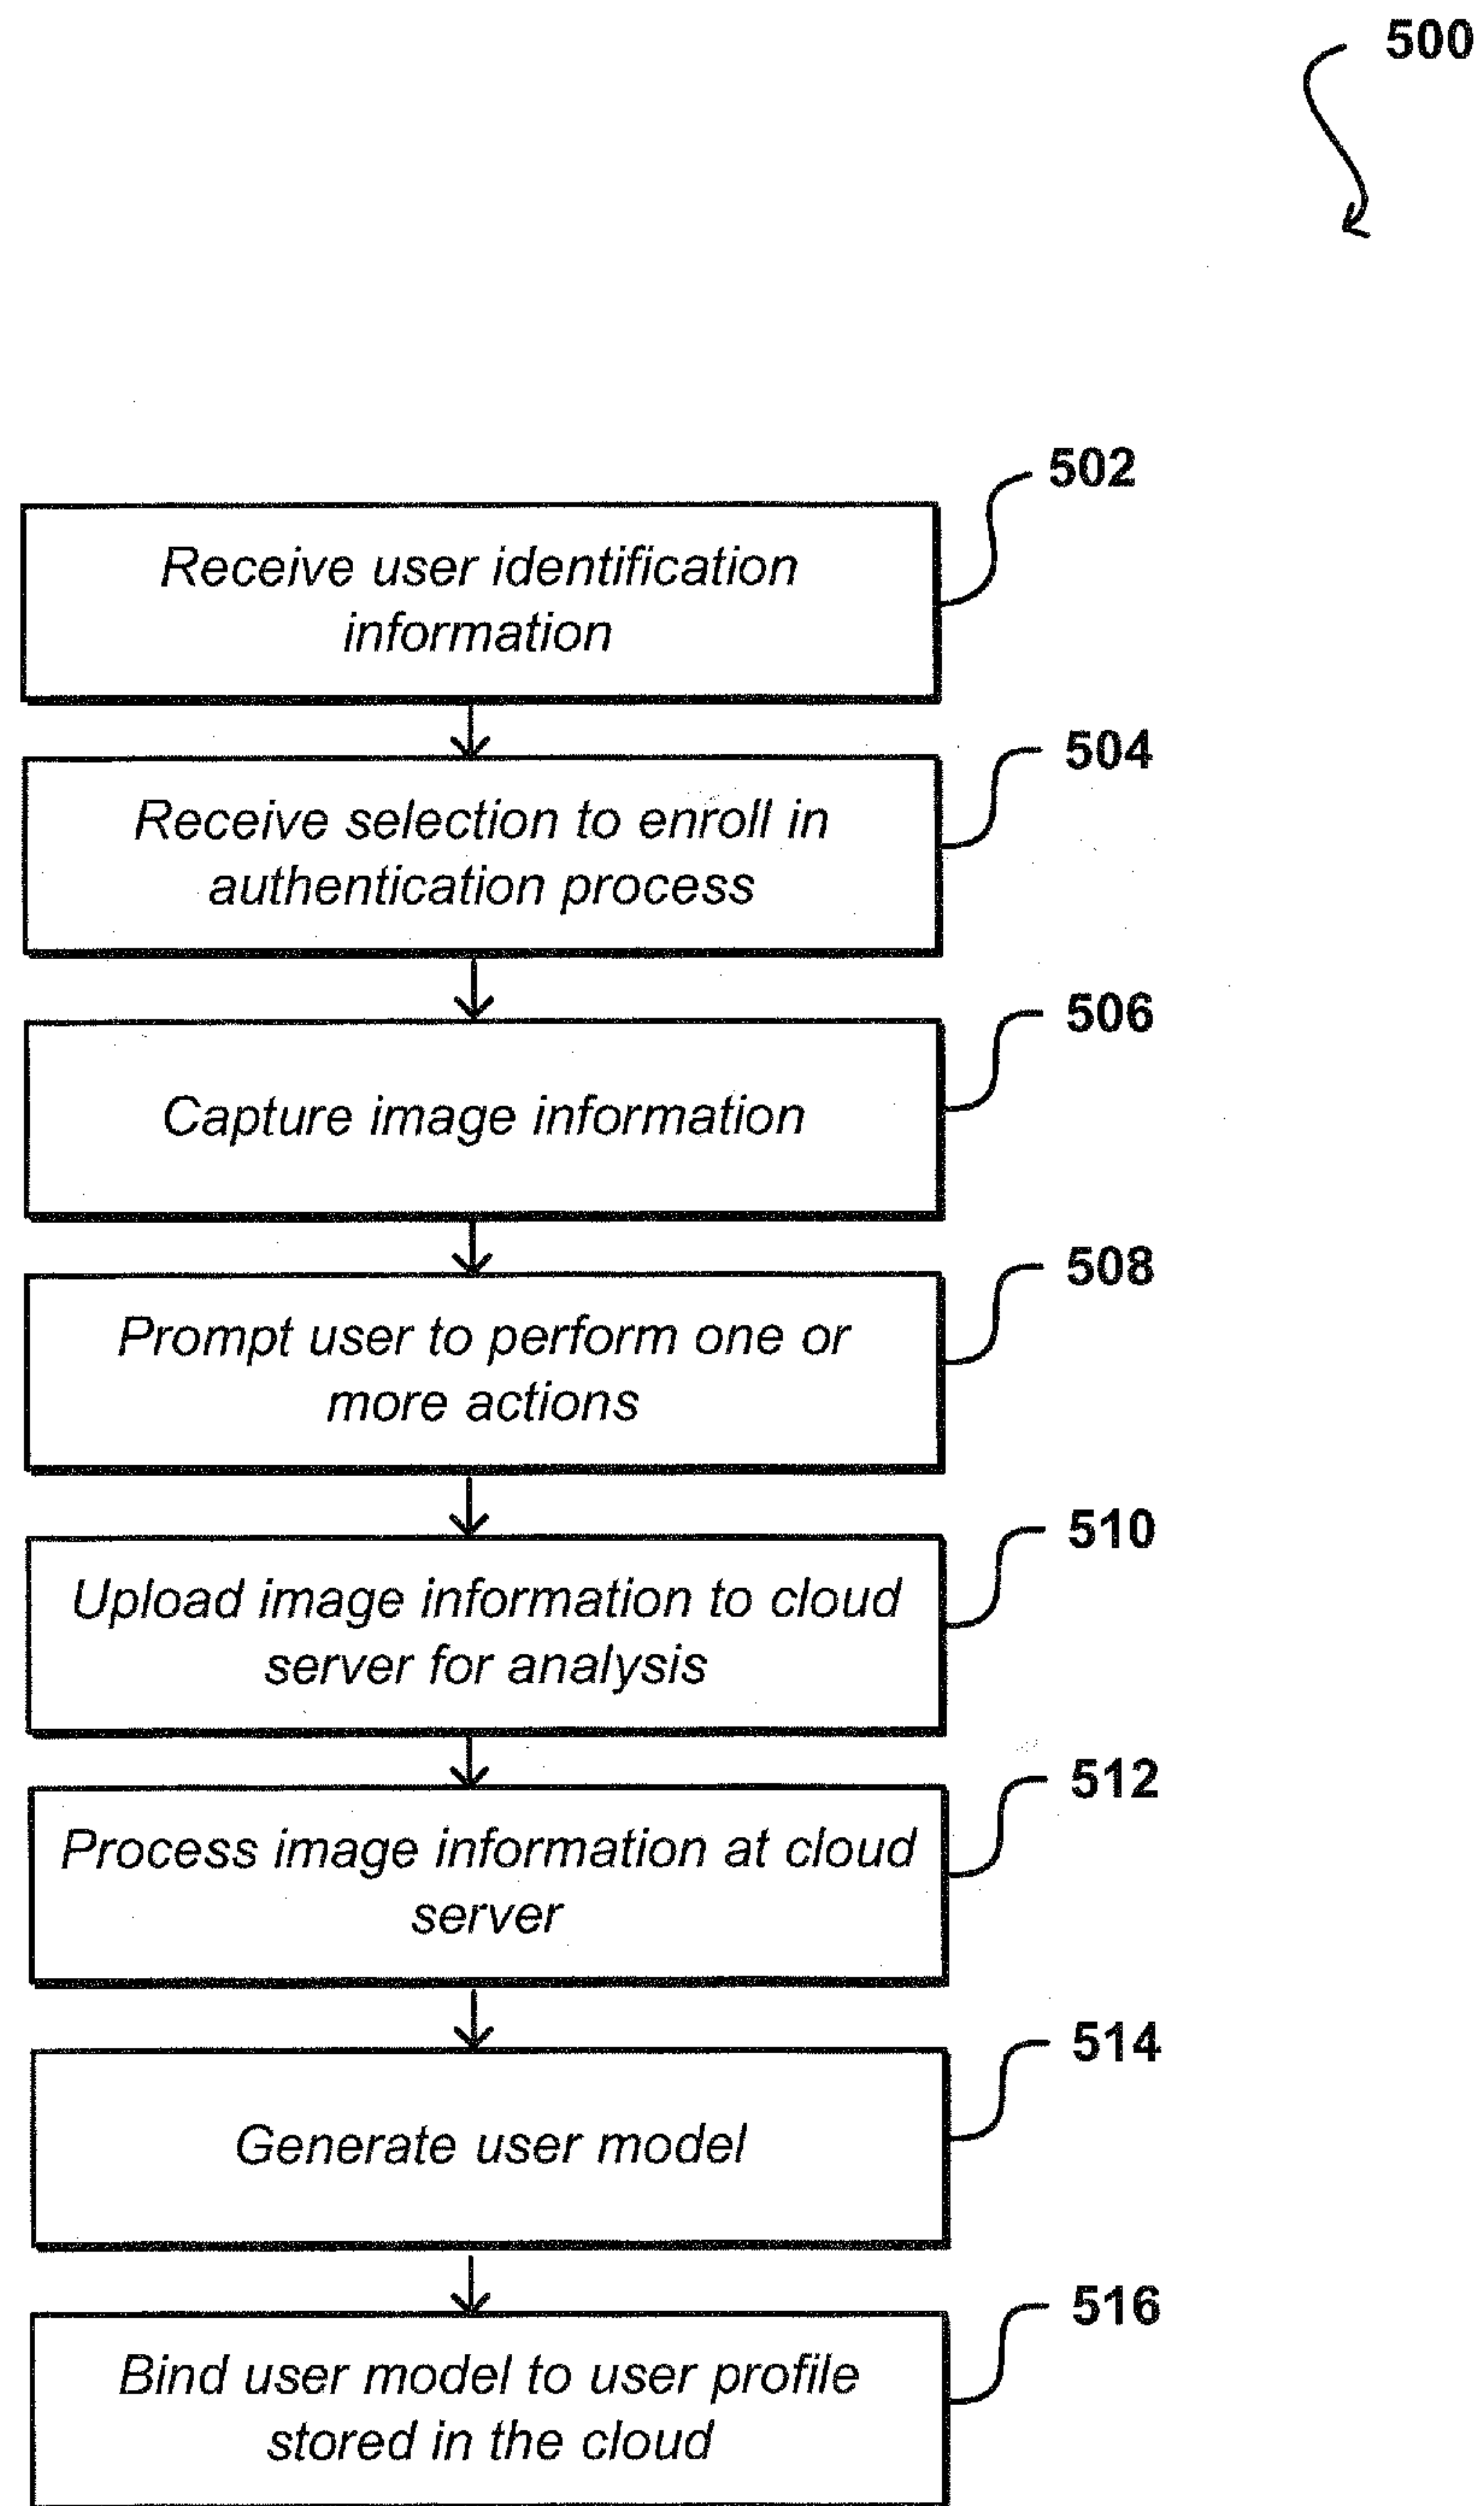 500
502
Receive user identification
information
504
Receive selection to enroll in
authentication process
506
Capture image information
508
Prompt user to perform one or
more actions
510
Upload image information to cloud
server for analysis
512
Process image information at cloud
server
514
Generate user model
516
Bind user model to user profile
stored in the cloud